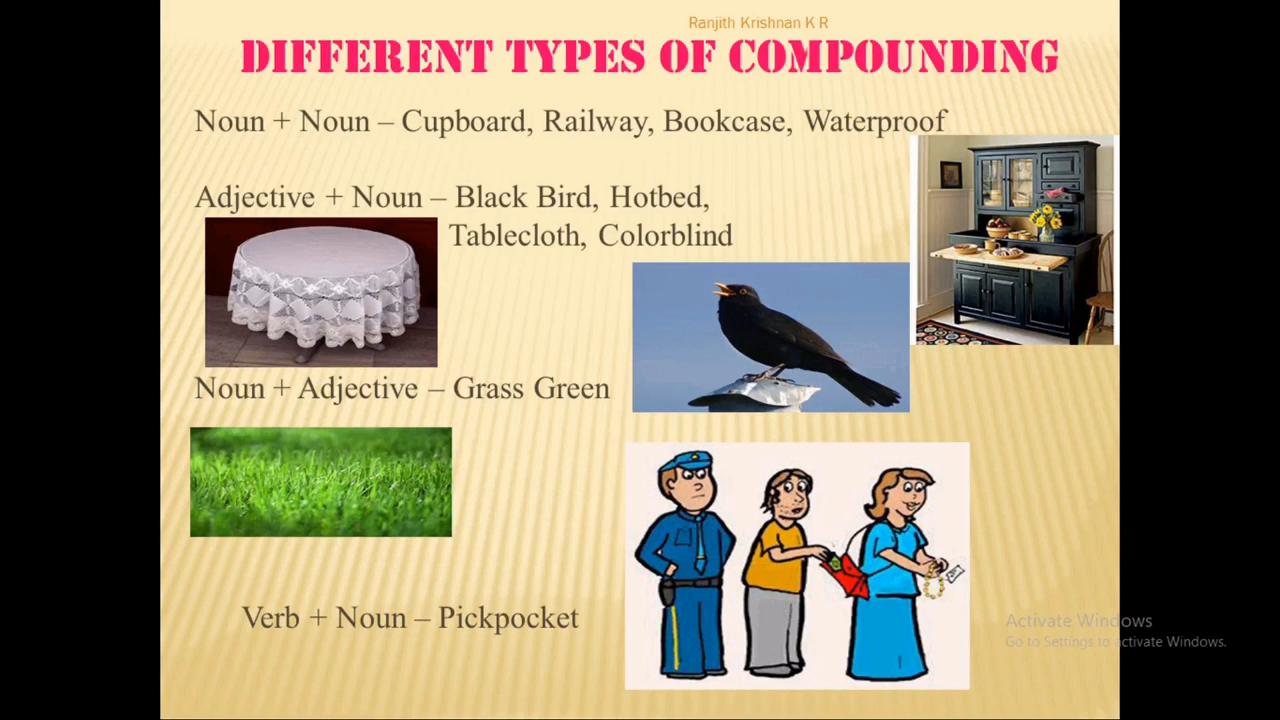 Ranjith Krishnan K R
DIFFERENT TYPES OF COMPOUNDING
Noun + Noun – Cupboard, Railway, Bookcase, Waterproof
Adjective + Noun – Black Bird, Hotbed,
Tablecloth, Colorblind
Noun + Adjective – Grass Green
Verb + Noun – Pickpocket
Activate Windows
Go to Settings to activate Windows.